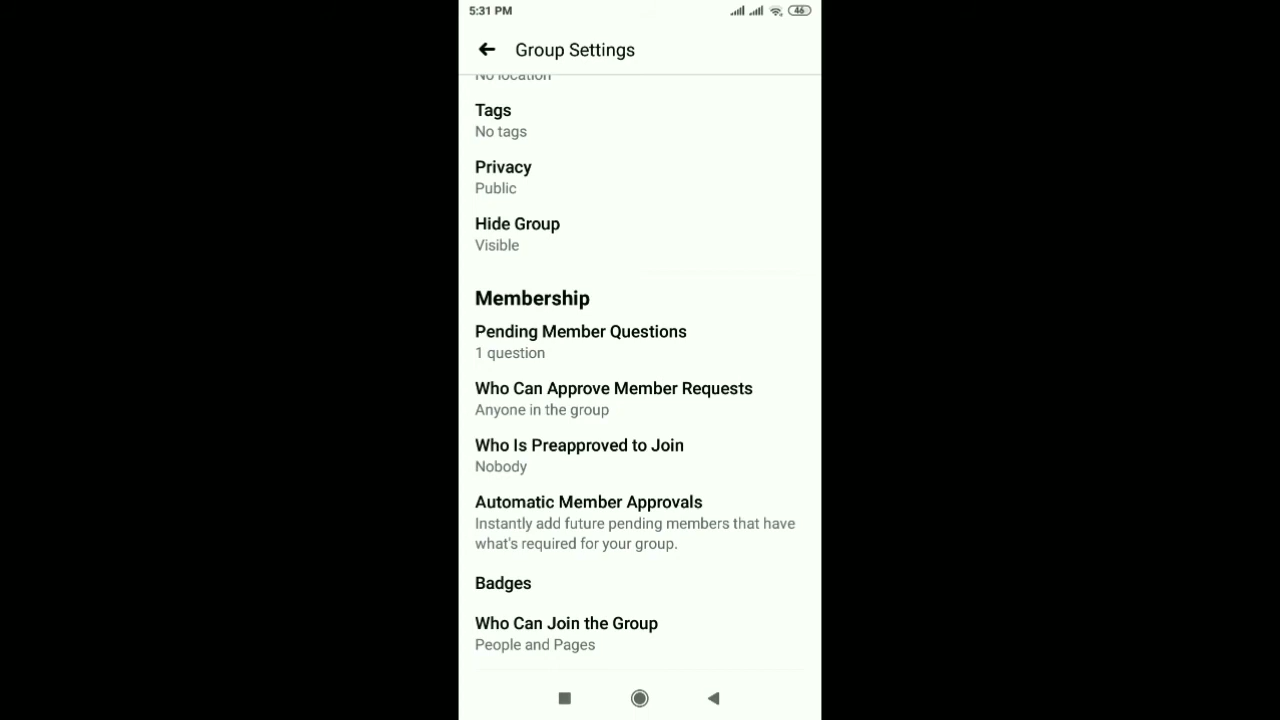 5:31 PM
46
Group Settings
No location
Tags
No tags
Privacy
Public
Hide Group
Visible
Membership
Pending Member Questions
1 question
Who Can Approve Member Requests
Anyone in the group
Who Is Preapproved to Join
Nobody
Automatic Member Approvals
Instantly add future pending members that have
what's required for your group.
Badges
Who Can Join the Group
People and Pages